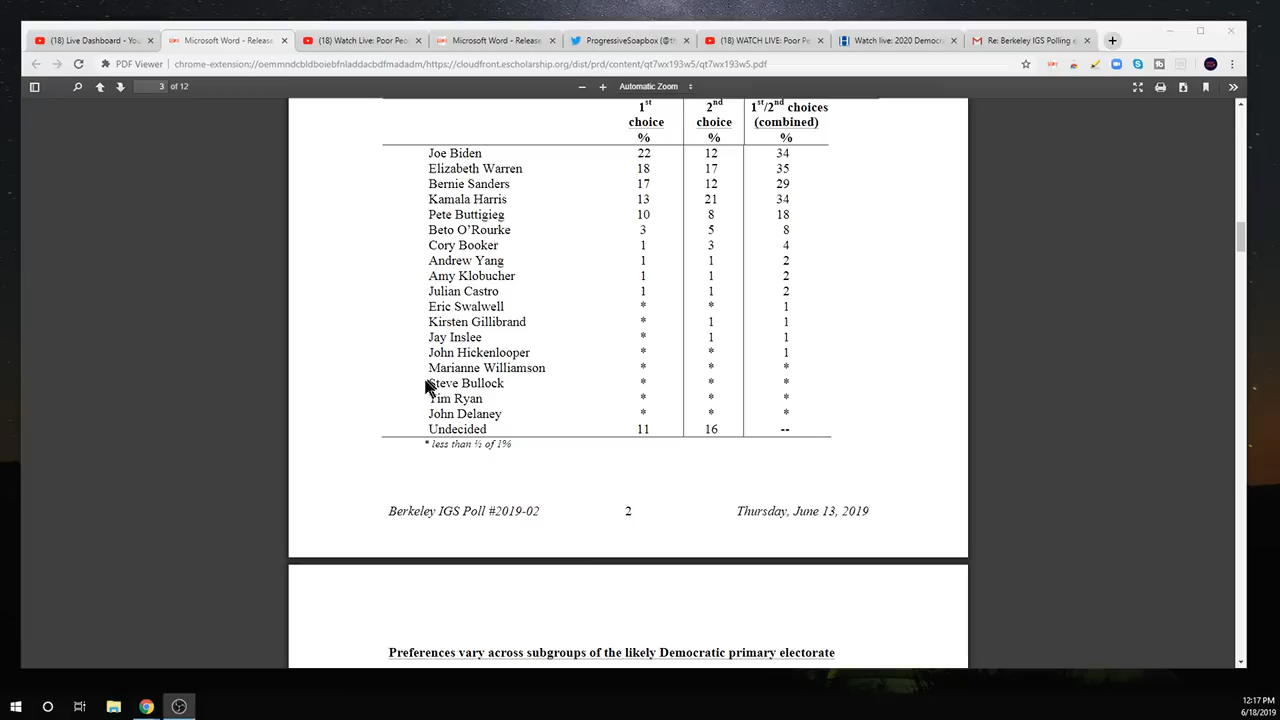 (18) Live Dashboard - You
Microsoft Word - Release
(18) Watch Live: Poor Peo
Microsoft Word - Release
ProgressiveSoapbox (@th
(18) WATCH LIVE: Poor Pe
Watch live: 2020 Democra
Re: Berkeley IGS Polling e
PDF Viewer
chrome-extension://oemmndcbldboiebfnladdacbdfmadadm/https://cloudfront.escholarship.org/dist/prd/content/qt7wx193w5/qt7wx193w5.pdf
3 of 12
Automatic Zoom
1st 2nd 1st/2nd choices
choice choice (combined)
% % %
Joe Biden 22 12 34
Elizabeth Warren 18 17 35
Bernie Sanders 17 12 29
Kamala Harris 13 21 34
Pete Buttigieg 10 8 18
Beto O'Rourke 3 5 8
Cory Booker 1 3 4
Andrew Yang 1 1 2
Amy Klobucher 1 1 2
Julian Castro 1 1 2
Eric Swalwell * * 1
Kirsten Gillibrand * 1 1
Jay Inslee * 1 1
John Hickenlooper * * 1
Marianne Williamson * * *
Steve Bullock * * *
Tim Ryan * * *
John Delaney * * *
Undecided 11 16 --
* less than ½ of 1%
Berkeley IGS Poll #2019-02 2 Thursday, June 13, 2019
Preferences vary across subgroups of the likely Democratic primary electorate
12:17 PM
6/18/2019